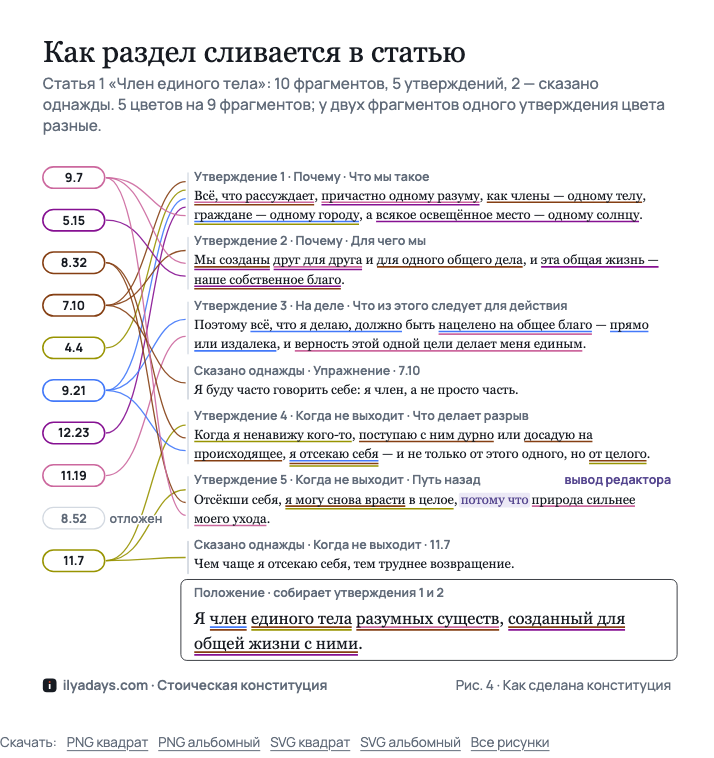 Как раздел сливается в статью
Статья 1 «Член единого тела»: 10 фрагментов, 5 утверждений, 2 — сказано
однажды. 5 цветов на 9 фрагментов; у двух фрагментов одного утверждения цвета
разные.
9.7
5.15
8.32
7.10
4.4
9.21
12.23
11.19
8.52 отложен
11.7
Утверждение 1 · Почему · Что мы такое
Всё, что рассуждает, причастно одному разуму, как члены — одному телу,
граждане — одному городу, а всякое освещённое место — одному солнцу.
Утверждение 2 · Почему · Для чего мы
Мы созданы друг для друга и для одного общего дела, и эта общая жизнь —
наше собственное благо.
Утверждение 3 · На деле · Что из этого следует для действия
Поэтому всё, что я делаю, должно быть нацелено на общее благо — прямо
или издалека, и верность этой одной цели делает меня единым.
Сказано однажды · Упражнение · 7.10
Я буду часто говорить себе: я член, а не просто часть.
Утверждение 4 · Когда не выходит · Что делает разрыв
Когда я ненавижу кого-то, поступаю с ним дурно или досадую на
происходящее, я отсекаю себя — и не только от этого одного, но от целого.
Утверждение 5 · Когда не выходит · Путь назад вывод редактора
Отсёкши себя, я могу снова врасти в целое, потому что природа сильнее
моего ухода.
Сказано однажды · Когда не выходит · 11.7
Чем чаще я отсекаю себя, тем труднее возвращение.
Положение · собирает утверждения 1 и 2
Я член единого тела разумных существ, созданный для
общей жизни с ними.
i ilyadays.com · Стоическая конституция Рис. 4 · Как сделана конституция
Скачать: PNG квадрат PNG альбомный SVG квадрат SVG альбомный Все рисунки